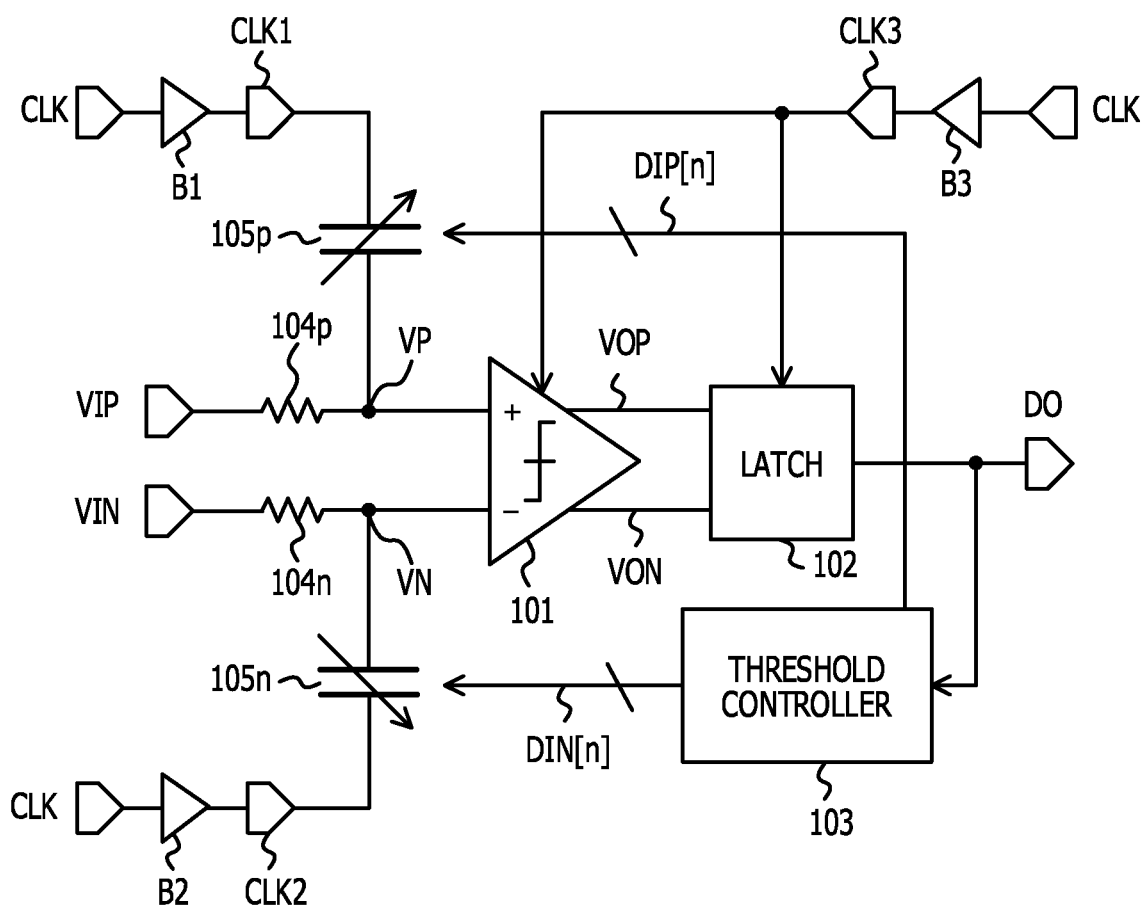 CLK1
CLK3
CLK
CLK
B1
B3
DIP[n]
105p
104p
VP
VOP
VIP
+
LATCH
DO
VIN
−
104n
VN
101
VON
102
105n
THRESHOLD
CONTROLLER
DIN[n]
CLK
103
B2
CLK2